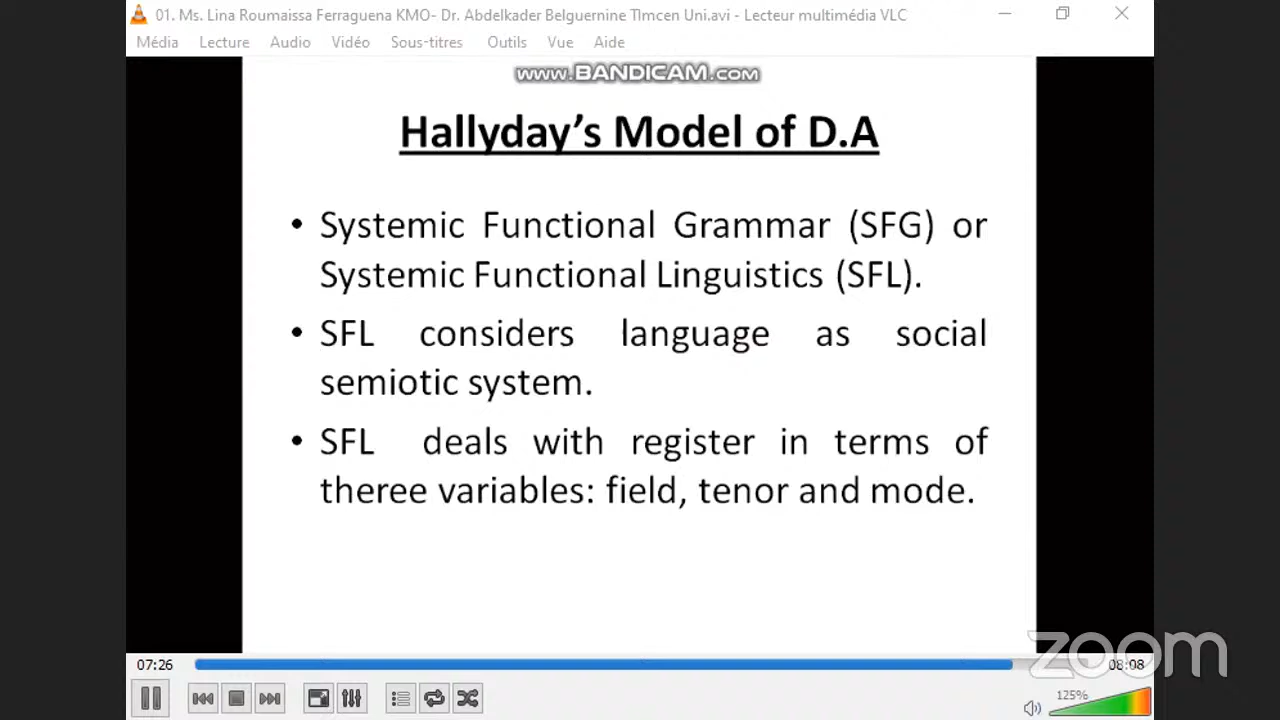 01. Ms. Lina Roumaissa Ferraguena KMO- Dr. Abdelkader Belguernine Tlmcen Uni.avi - Lecteur multimédia VLC
Média Lecture Audio Vidéo Sous-titres Outils Vue Aide
www.BANDICAM.com
Hallyday's Model of D.A
• Systemic Functional Grammar (SFG) or
Systemic Functional Linguistics (SFL).
• SFL considers language as social
semiotic system.
• SFL deals with register in terms of
theree variables: field, tenor and mode.
zoom
07:26
08:08
125%